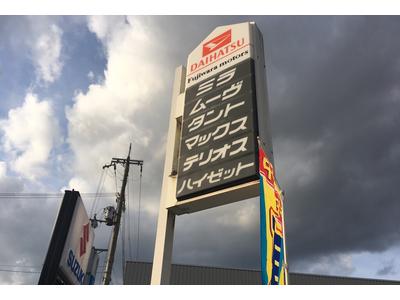 DAIHATSU
Fujiwara motors
ミラ
ムーヴ
タント
マックス
テリオス
ハイゼット
SUZUKI